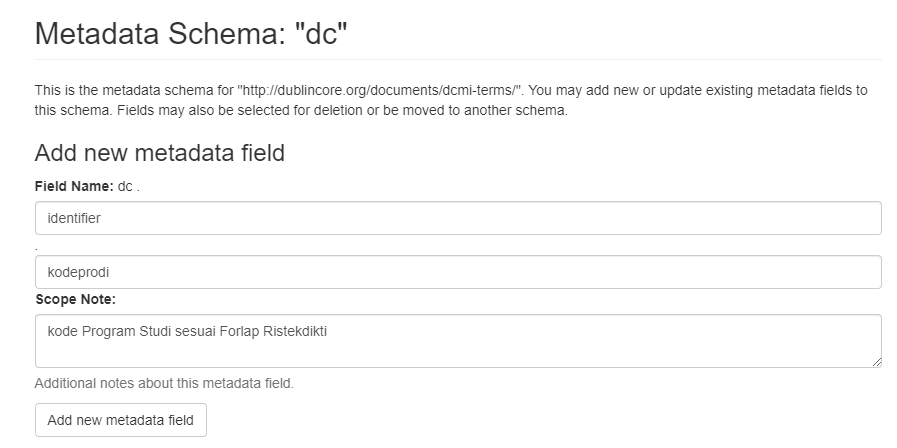 Metadata Schema: "dc"
This is the metadata schema for "http://dublincore.org/documents/dcmi-terms/". You may add new or update existing metadata fields to
this schema. Fields may also be selected for deletion or be moved to another schema.
Add new metadata field
Field Name: dc .
identifier
.
kodeprodi
Scope Note:
kode Program Studi sesuai Forlap Ristekdikti
Additional notes about this metadata field.
Add new metadata field